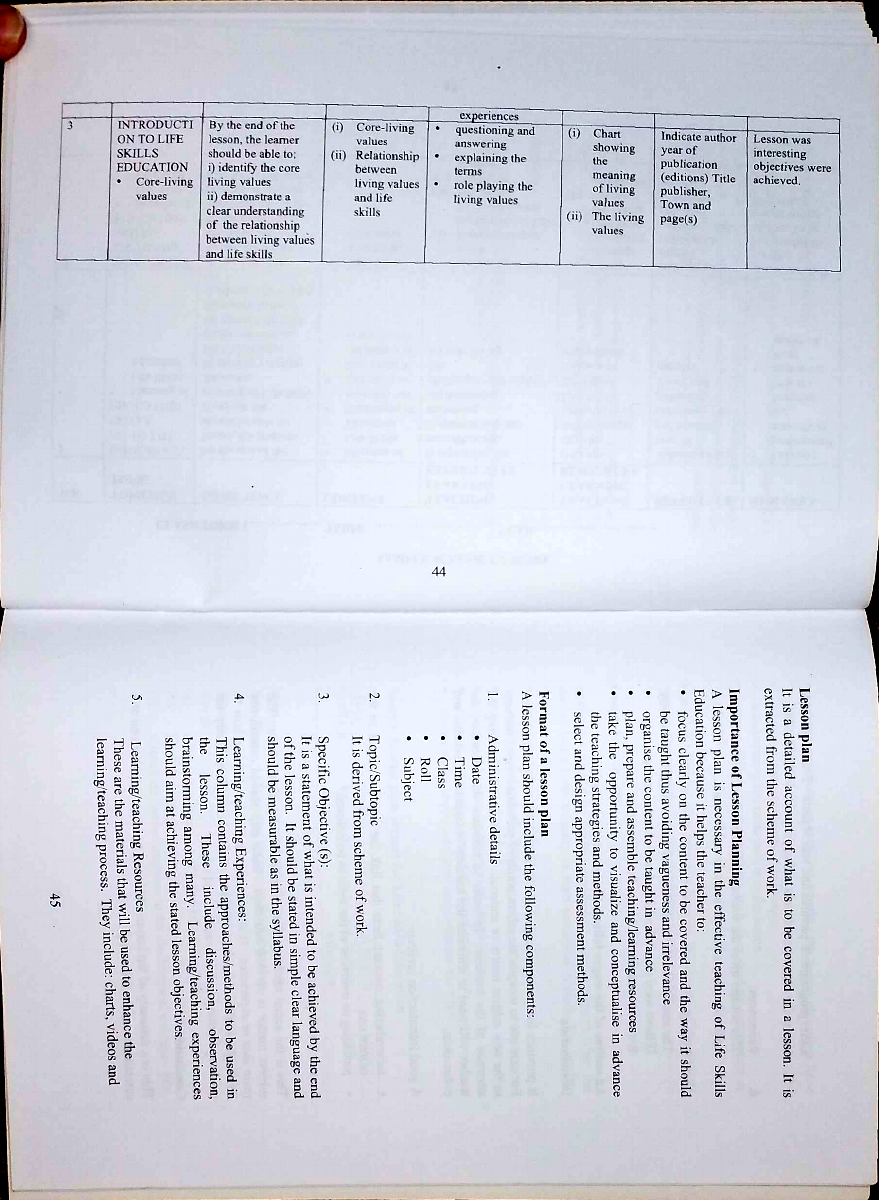 experiences
3
INTRODUCTI
ON TO LIFE
SKILLS
EDUCATION
• Core-living
values
By the end of the
lesson, the learner
should be able to:
i) identify the core
living values
ii) demonstrate a
clear understanding
of the relationship
between living values
and life skills
(i) Core-living
values
(ii) Relationship
between
living values
and life
skills
• questioning and
answering
• explaining the
terms
• role playing the
living values
(i) Chart
showing
the
meaning
of living
values
(ii) The living
values
Indicate author
year of
publication
(editions) Title
publisher,
Town and
page(s)
Lesson was
interesting
objectives were
achieved.
44
Lesson plan
It is a detailed account of what is to be covered in a lesson. It is
extracted from the scheme of work.
Importance of Lesson Planning
A lesson plan is necessary in the effective teaching of Life Skills
Education because it helps the teacher to:
• focus clearly on the content to be covered and the way it should
be taught thus avoiding vagueness and irrelevance
• organise the content to be taught in advance
• plan, prepare and assemble teaching/learning resources
• take the opportunity to visualize and conceptualise in advance
the teaching strategies and methods.
• select and design appropriate assessment methods.
Format of a lesson plan
A lesson plan should include the following components:
1. Administrative details
• Date
• Time
• Class
• Roll
• Subject
2. Topic/Subtopic
It is derived from scheme of work.
3. Specific Objective (s):
It is a statement of what is intended to be achieved by the end
of the lesson. It should be stated in simple clear language and
should be measurable as in the syllabus.
4. Learning/teaching Experiences:
This column contains the approaches/methods to be used in
the lesson. These include discussion, observation,
brainstorming among many. Learning/teaching experiences
should aim at achieving the stated lesson objectives.
5. Learning/teaching Resources
These are the materials that will be used to enhance the
learning/teaching process. They include: charts, videos and
45